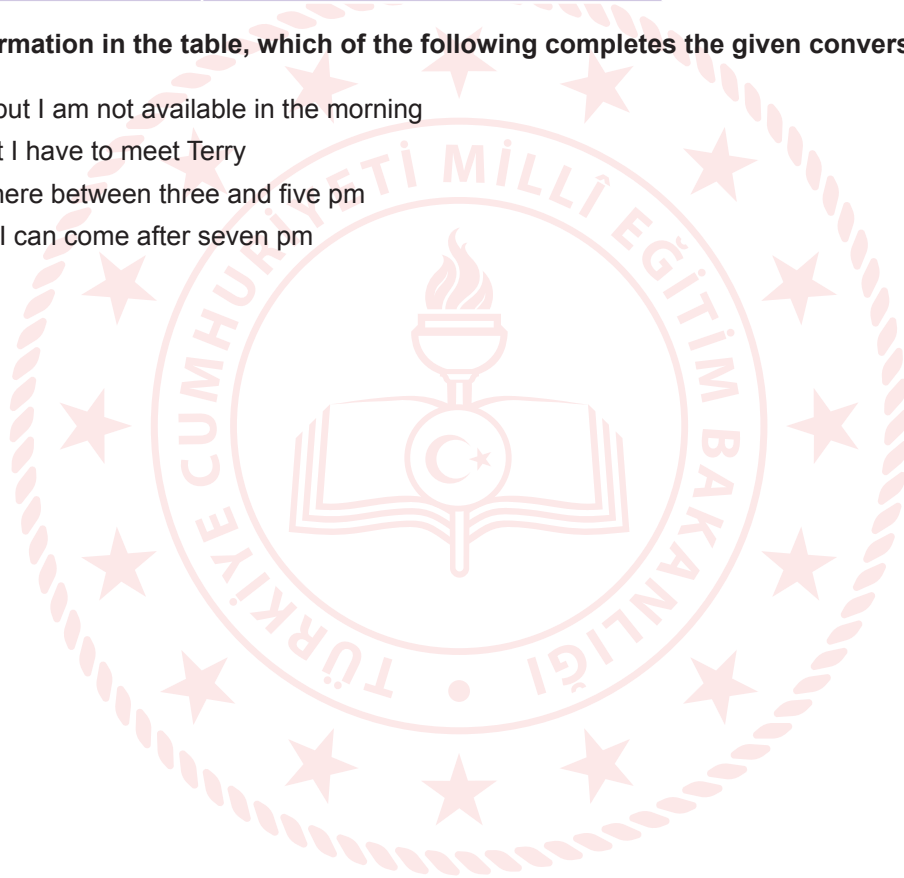 rmation in the table, which of the following completes the given convers
out I am not available in the morning
t I have to meet Terry
here between three and five pm
I can come after seven pm
TÜRKİYE CUMHURİYETİ MİLLÎ EĞİTİM BAKANLIĞI